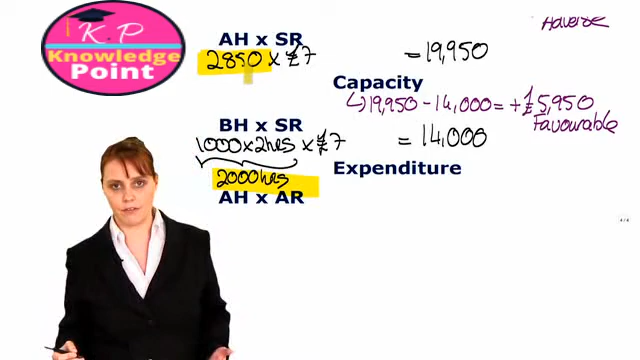 Adverse
K.P
Knowledge
Point
AH x SR
2850 x £7 = 19,950
Capacity
↳ 19,950 - 14,000 = + £5,950
Favourable
BH x SR
1000 x 2hrs x £7 = 14,000
2000hrs
Expenditure
AH x AR